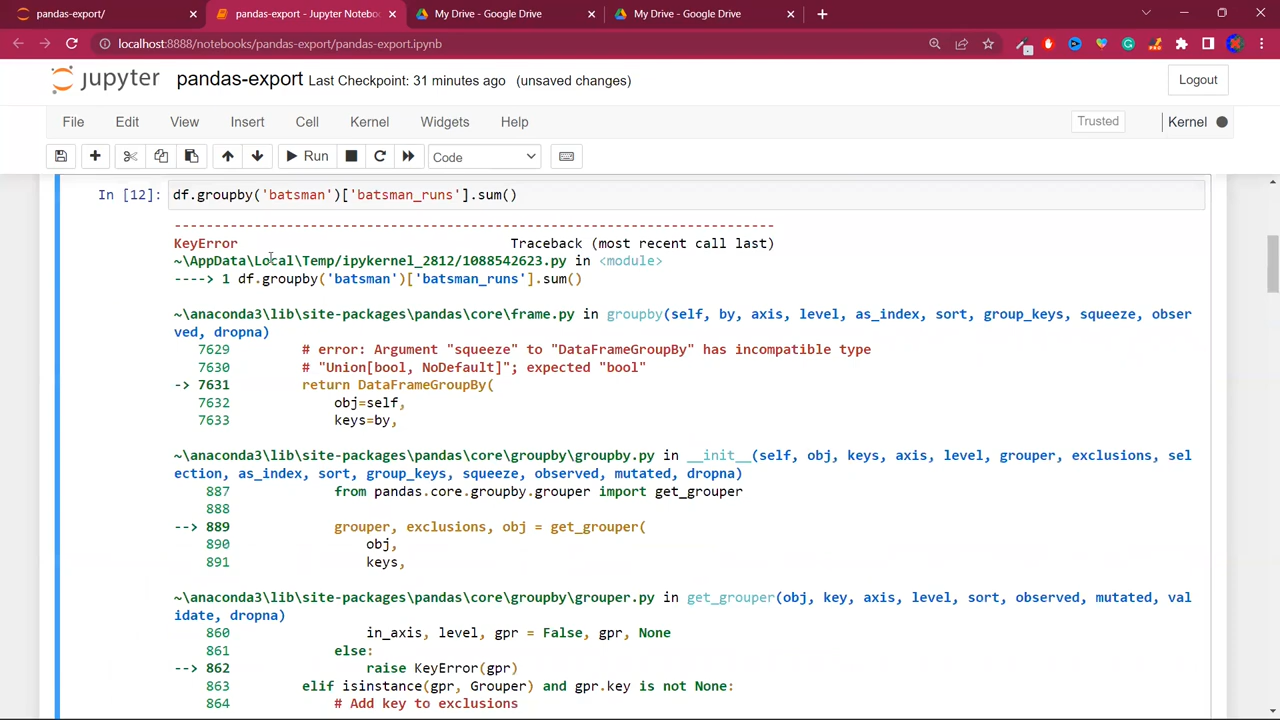 pandas-export/
pandas-export - Jupyter Notebo
My Drive - Google Drive
My Drive - Google Drive
localhost:8888/notebooks/pandas-export/pandas-export.ipynb
jupyter pandas-export Last Checkpoint: 31 minutes ago (unsaved changes)
Logout
File Edit View Insert Cell Kernel Widgets Help
Trusted
Kernel
Run
Code
In [12]: df.groupby('batsman')['batsman_runs'].sum()
---------------------------------------------------------------------------
KeyError Traceback (most recent call last)
~\AppData\Local\Temp/ipykernel_2812/1088542623.py in <module>
----> 1 df.groupby('batsman')['batsman_runs'].sum()
~\anaconda3\lib\site-packages\pandas\core\frame.py in groupby(self, by, axis, level, as_index, sort, group_keys, squeeze, obser
ved, dropna)
7629 # error: Argument "squeeze" to "DataFrameGroupBy" has incompatible type
7630 # "Union[bool, NoDefault]"; expected "bool"
-> 7631 return DataFrameGroupBy(
7632 obj=self,
7633 keys=by,
~\anaconda3\lib\site-packages\pandas\core\groupby\groupby.py in __init__(self, obj, keys, axis, level, grouper, exclusions, sel
ection, as_index, sort, group_keys, squeeze, observed, mutated, dropna)
887 from pandas.core.groupby.grouper import get_grouper
888
--> 889 grouper, exclusions, obj = get_grouper(
890 obj,
891 keys,
~\anaconda3\lib\site-packages\pandas\core\groupby\grouper.py in get_grouper(obj, key, axis, level, sort, observed, mutated, val
idate, dropna)
860 in_axis, level, gpr = False, gpr, None
861 else:
--> 862 raise KeyError(gpr)
863 elif isinstance(gpr, Grouper) and gpr.key is not None:
864 # Add key to exclusions